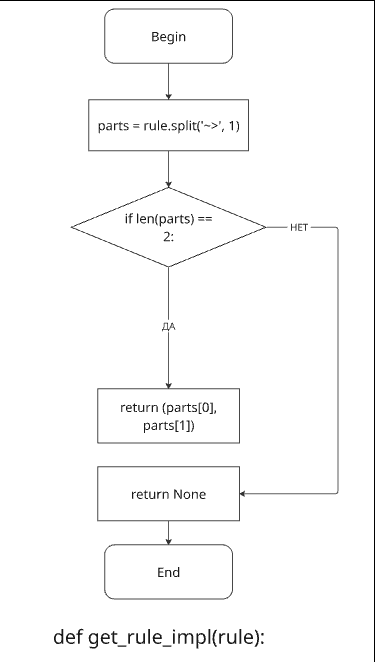 Begin
parts = rule.split('~>', 1)
if len(parts) ==
2:
НЕТ
ДА
return (parts[0],
parts[1])
return None
End
def get_rule_impl(rule):